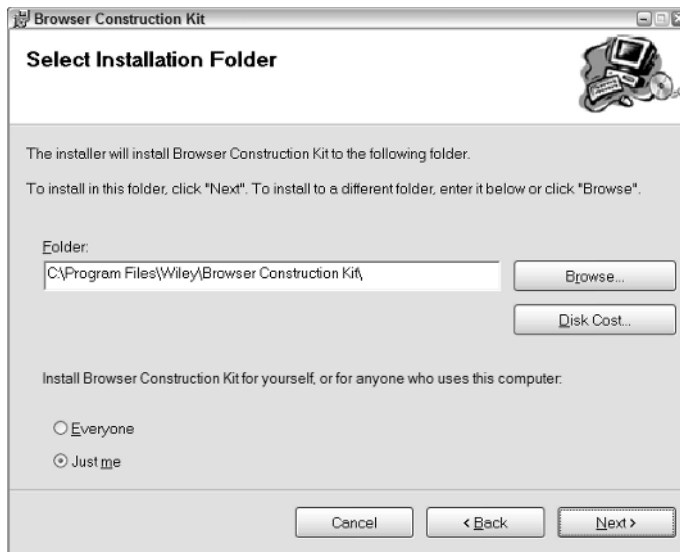 Browser Construction Kit
Select Installation Folder
The installer will install Browser Construction Kit to the following folder.
To install in this folder, click "Next". To install to a different folder, enter it below or click "Browse".
Folder:
C:\Program Files\Wiley\Browser Construction Kit\
Browse...
Disk Cost...
Install Browser Construction Kit for yourself, or for anyone who uses this computer:
Everyone
Just me
Cancel
< Back
Next >